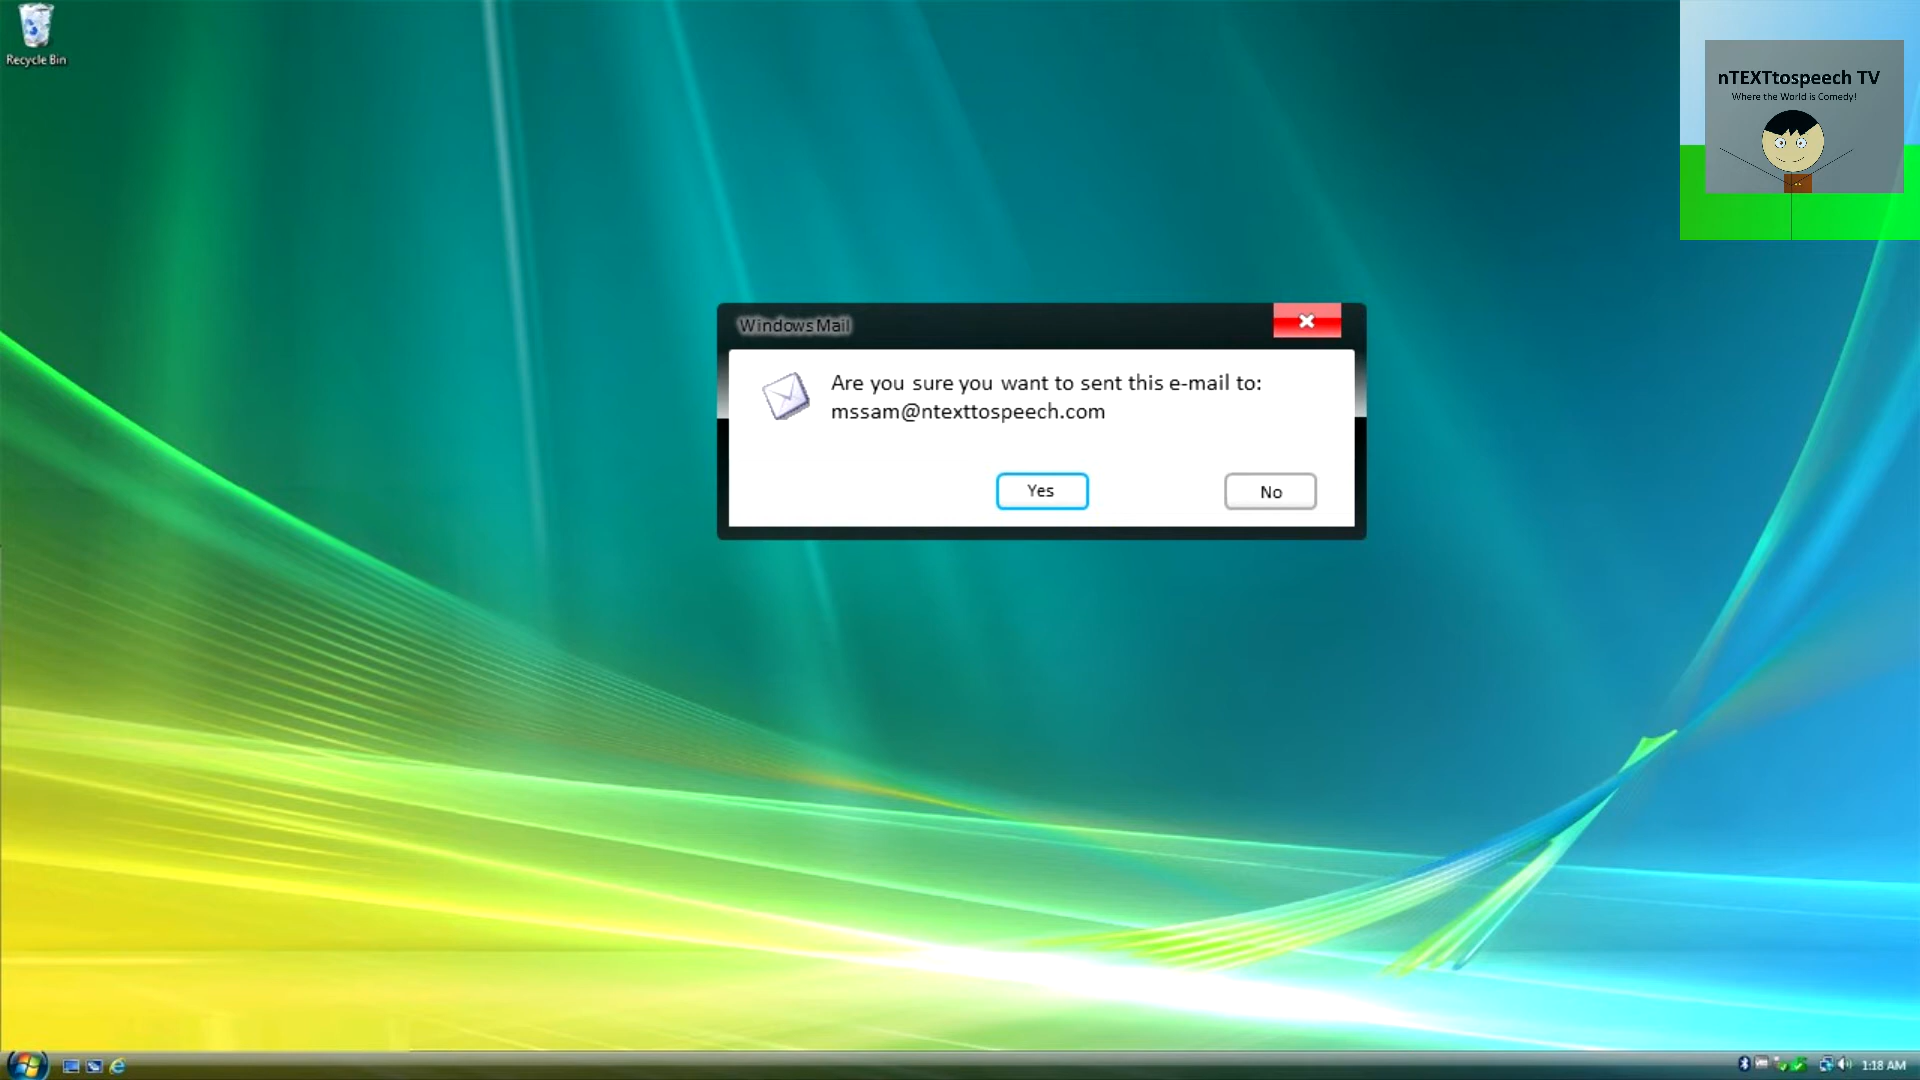 Recycle Bin
nTEXTtospeech TV
Where the World is Comedy!
Windows Mail
Are you sure you want to sent this e-mail to:
mssam@ntexttospeech.com
Yes
No
1:18 AM